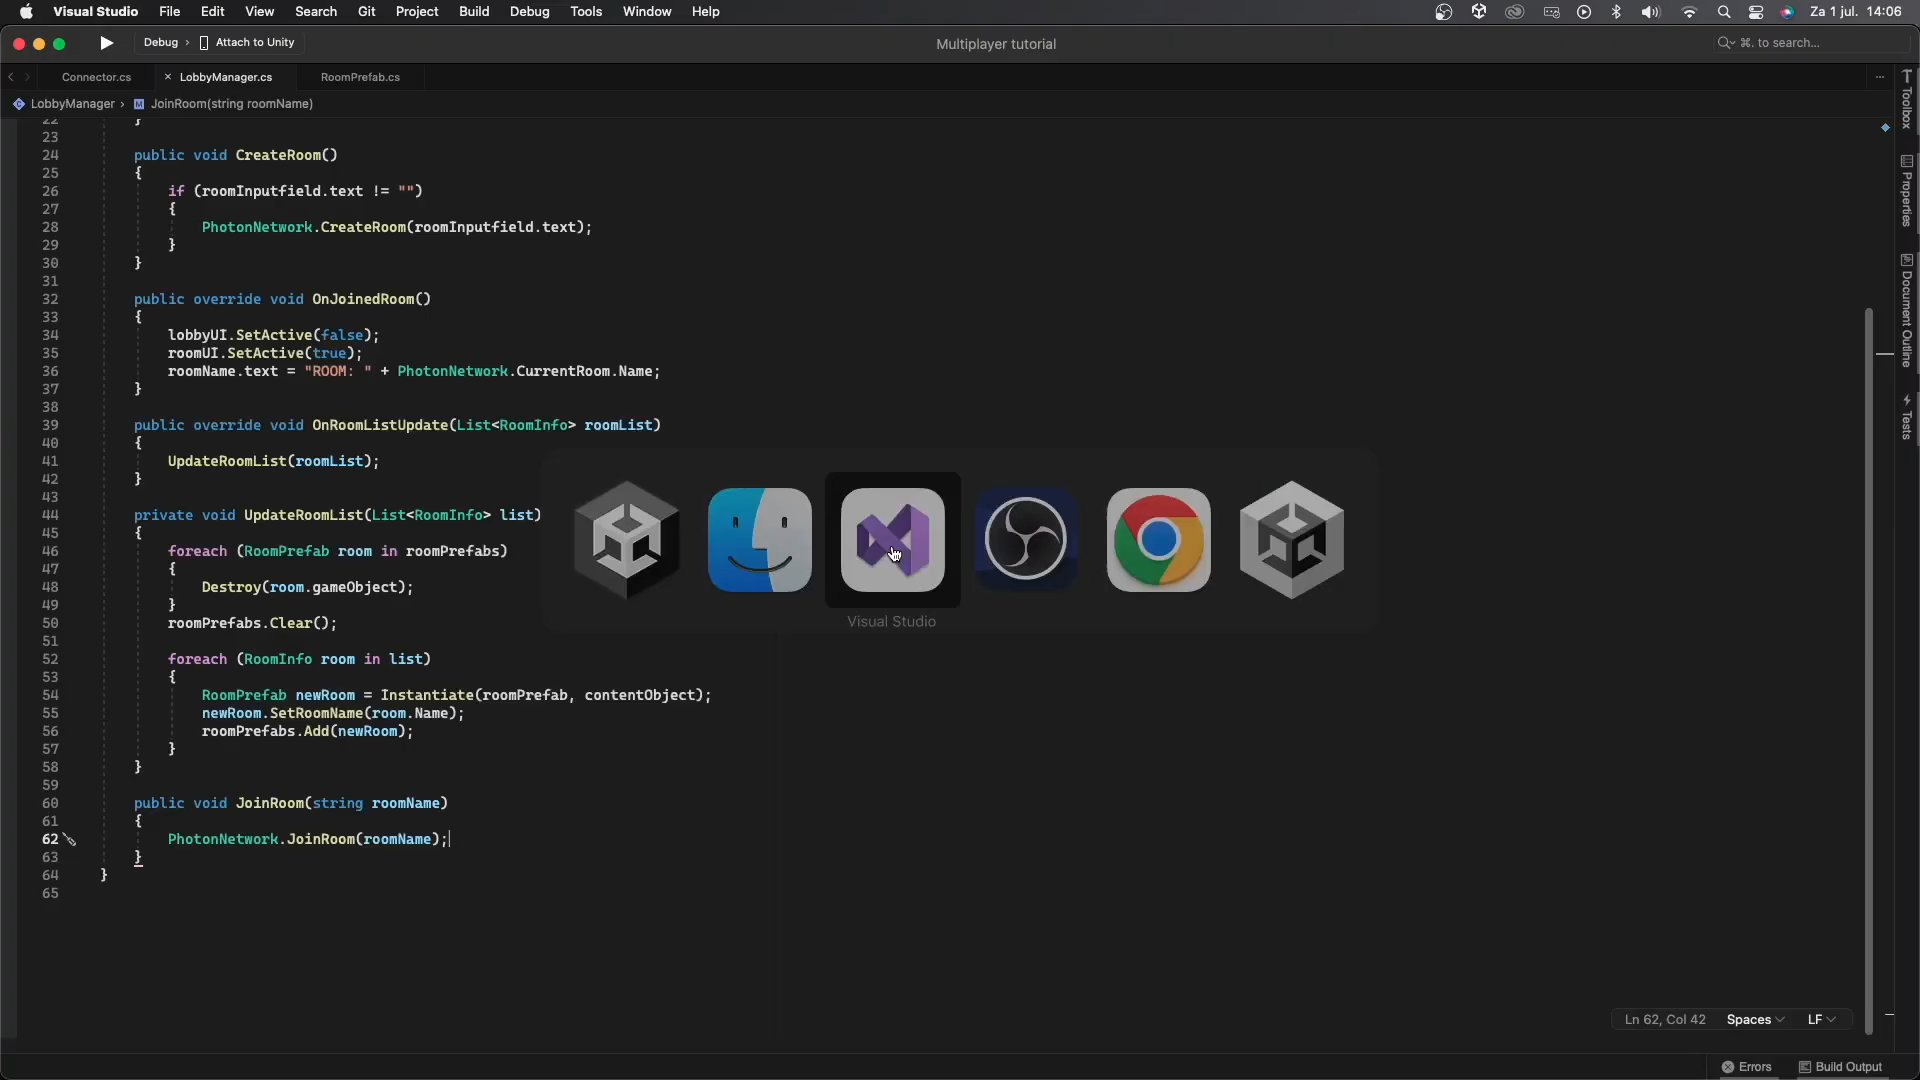 Visual Studio File Edit View Search Git Project Build Debug Tools Window Help Za 1 jul. 14:06
Debug › Attach to Unity Multiplayer tutorial ⌘. to search...
Connector.cs × LobbyManager.cs RoomPrefab.cs ...
LobbyManager › M JoinRoom(string roomName)
22 }
23
24 public void CreateRoom()
25 {
26 if (roomInputfield.text != "")
27 {
28 PhotonNetwork.CreateRoom(roomInputfield.text);
29 }
30 }
31
32 public override void OnJoinedRoom()
33 {
34 lobbyUI.SetActive(false);
35 roomUI.SetActive(true);
36 roomName.text = "ROOM: " + PhotonNetwork.CurrentRoom.Name;
37 }
38
39 public override void OnRoomListUpdate(List<RoomInfo> roomList)
40 {
41 UpdateRoomList(roomList);
42 }
43
44 private void UpdateRoomList(List<RoomInfo> list)
45 {
46 foreach (RoomPrefab room in roomPrefabs)
47 {
48 Destroy(room.gameObject);
49 }
50 roomPrefabs.Clear();
51
52 foreach (RoomInfo room in list)
53 {
54 RoomPrefab newRoom = Instantiate(roomPrefab, contentObject);
55 newRoom.SetRoomName(room.Name);
56 roomPrefabs.Add(newRoom);
57 }
58 }
59
60 public void JoinRoom(string roomName)
61 {
62 PhotonNetwork.JoinRoom(roomName);
63 }
64 }
65
Visual Studio
Toolbox
Properties
Document Outline
Tests
Ln 62, Col 42 Spaces LF
Errors Build Output